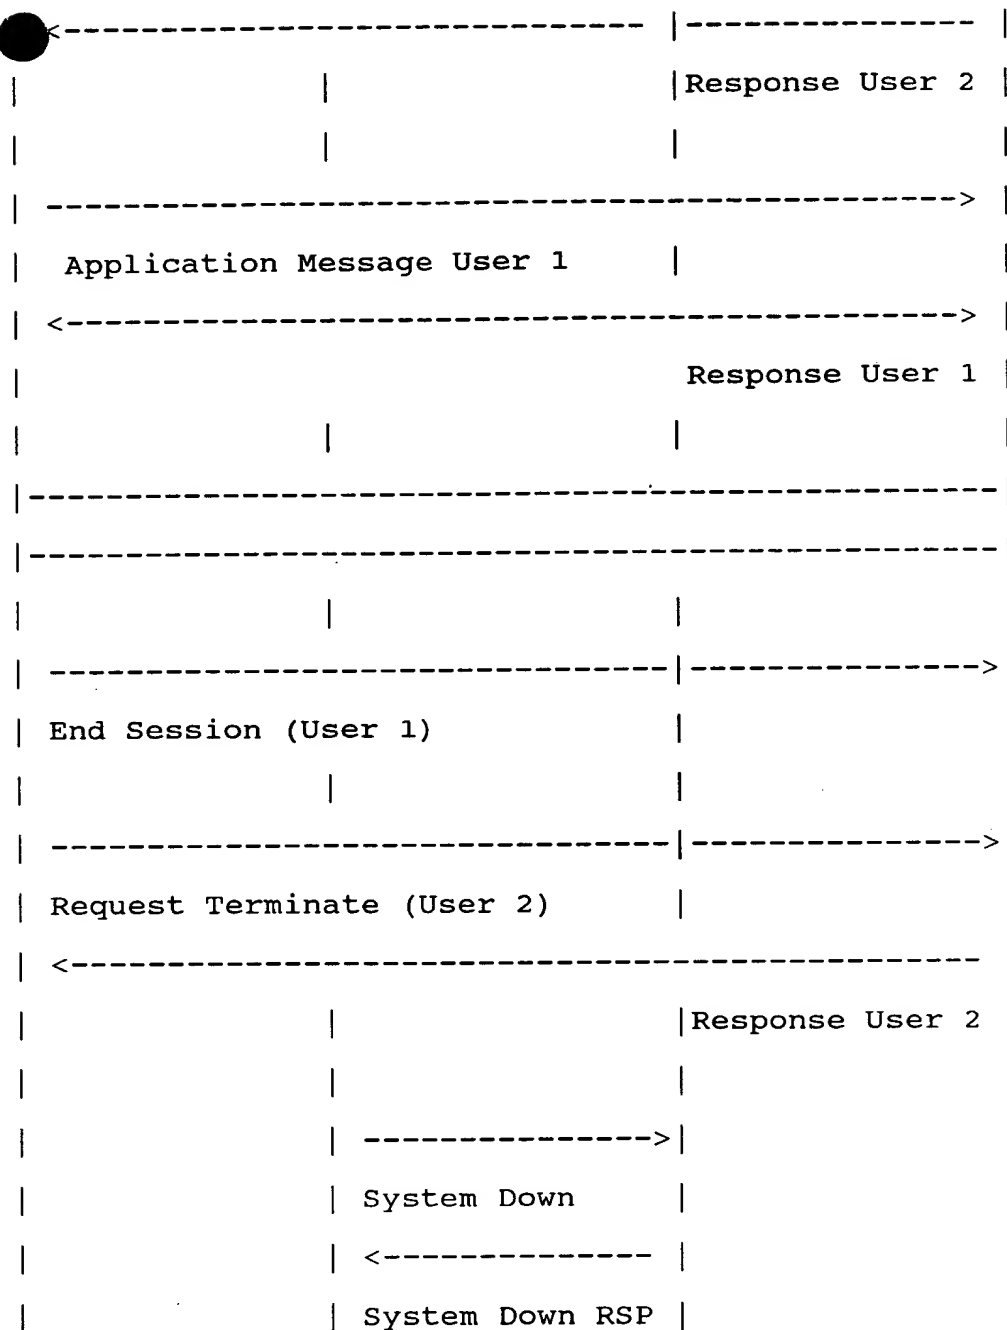 Response User 2
Application Message User 1
Response User 1
End Session (User 1)
Request Terminate (User 2)
Response User 2
System Down
System Down RSP